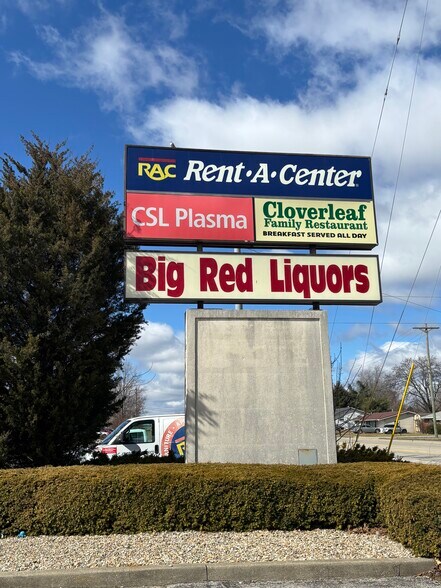 RAC Rent-A-Center
CSL Plasma
Cloverleaf
Family Restaurant
BREAKFAST SERVED ALL DAY
Big Red Liquors